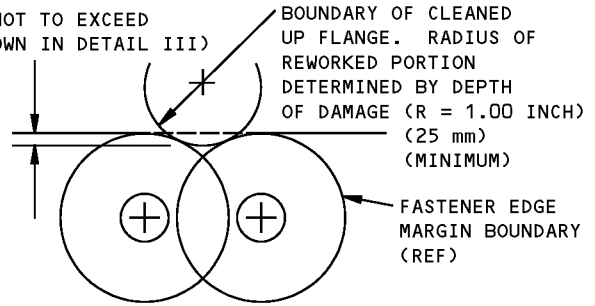 NOT TO EXCEED
OWN IN DETAIL III)
BOUNDARY OF CLEANED
UP FLANGE. RADIUS OF
REWORKED PORTION
DETERMINED BY DEPTH
OF DAMAGE (R = 1.00 INCH)
(25 mm)
(MINIMUM)
FASTENER EDGE
MARGIN BOUNDARY
(REF)